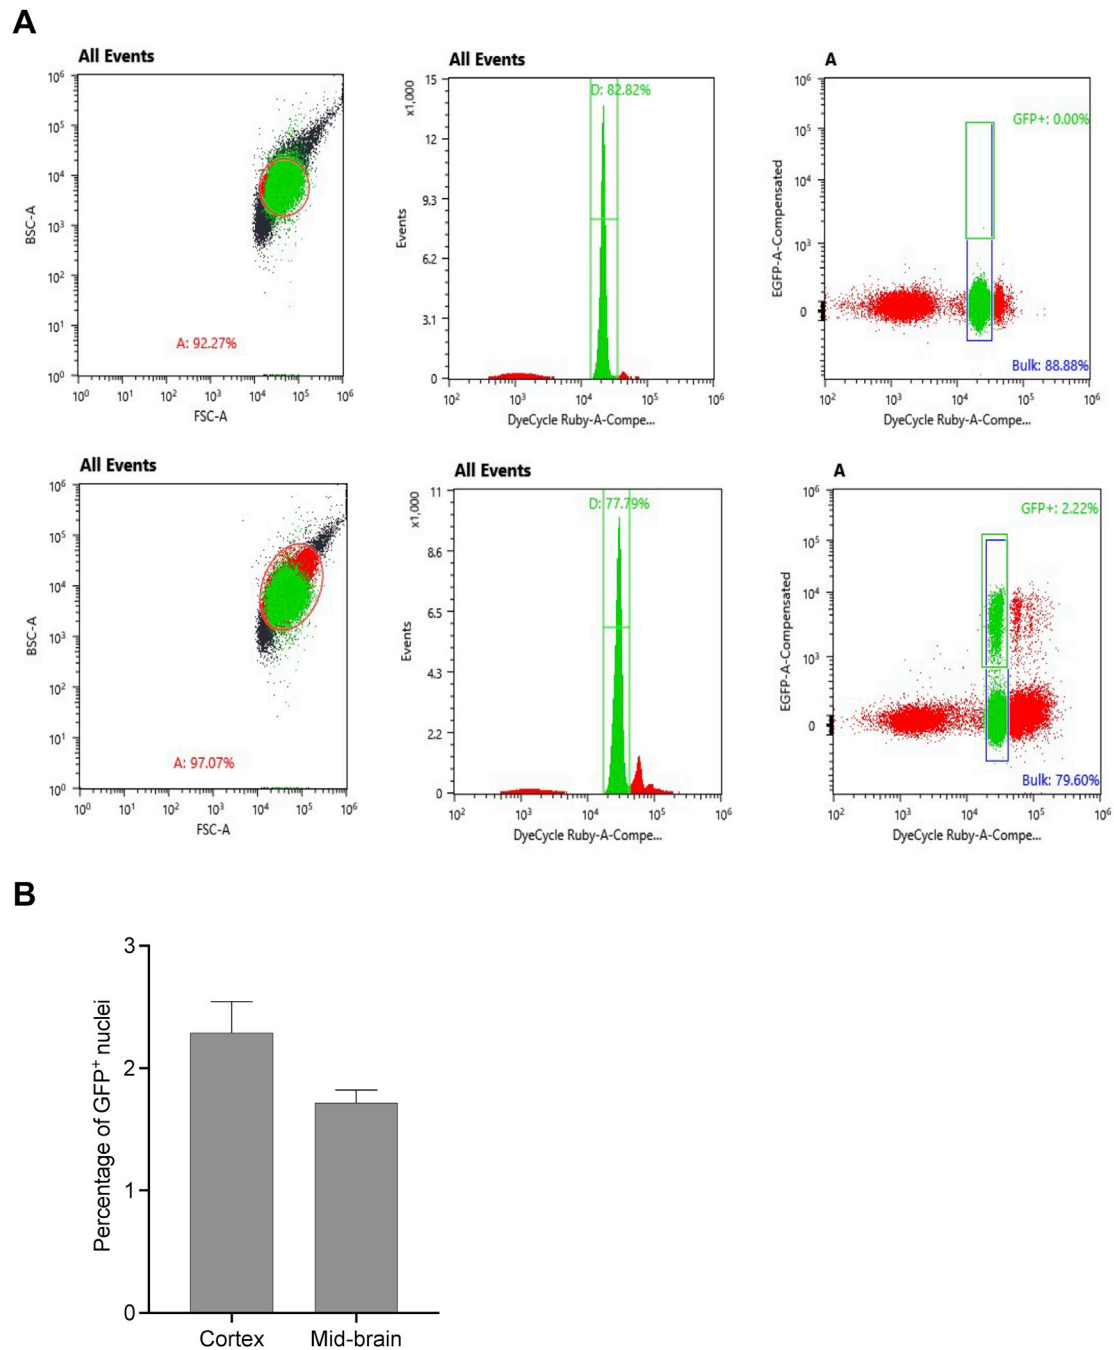 A
All Events
10⁶
10⁵
10⁴
10³
10²
10¹
10⁰
BSC-A
A: 92.27%
10⁰ 10¹ 10² 10³ 10⁴ 10⁵ 10⁶
FSC-A
All Events
x1,000
15
12
9.3
6.2
3.1
0
Events
D: 82.82%
10² 10³ 10⁴ 10⁵ 10⁶
DyeCycle Ruby-A-Compe...
A
10⁶
10⁵
10⁴
10³
0
EGFP-A-Compensated
GFP+: 0.00%
Bulk: 88.88%
10² 10³ 10⁴ 10⁵ 10⁶
DyeCycle Ruby-A-Compe...
All Events
10⁶
10⁵
10⁴
10³
10²
10¹
10⁰
BSC-A
A: 97.07%
10⁰ 10¹ 10² 10³ 10⁴ 10⁵ 10⁶
FSC-A
All Events
x1,000
11
8.6
6.5
4.3
2.2
0
Events
D: 77.79%
10² 10³ 10⁴ 10⁵ 10⁶
DyeCycle Ruby-A-Compe...
A
10⁶
10⁵
10⁴
10³
0
EGFP-A-Compensated
GFP+: 2.22%
Bulk: 79.60%
10² 10³ 10⁴ 10⁵ 10⁶
DyeCycle Ruby-A-Compe...
B
3
2
1
0
Percentage of GFP⁺ nuclei
Cortex Mid-brain